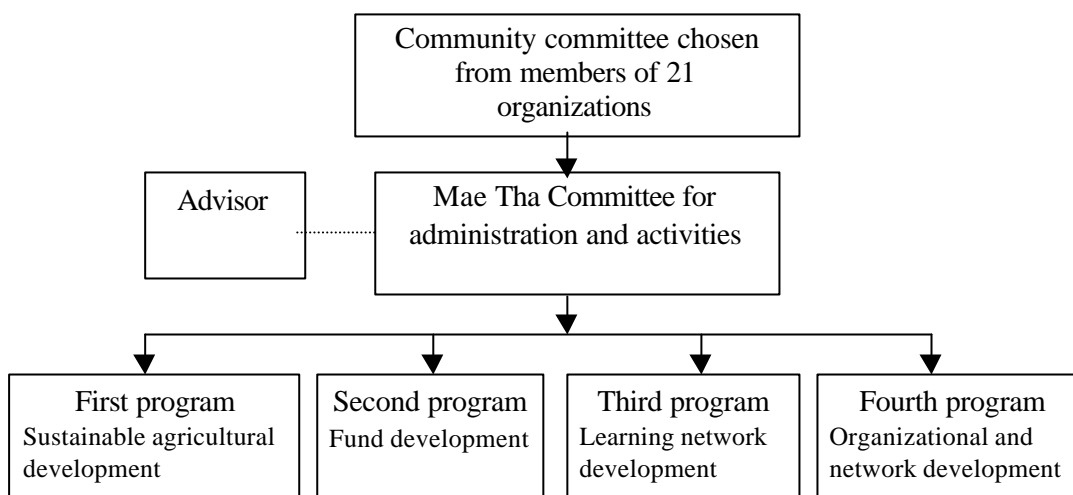 Community committee chosen
from members of 21
organizations
Advisor
Mae Tha Committee for
administration and activities
First program
Sustainable agricultural
development
Second program
Fund development
Third program
Learning network
development
Fourth program
Organizational and
network development